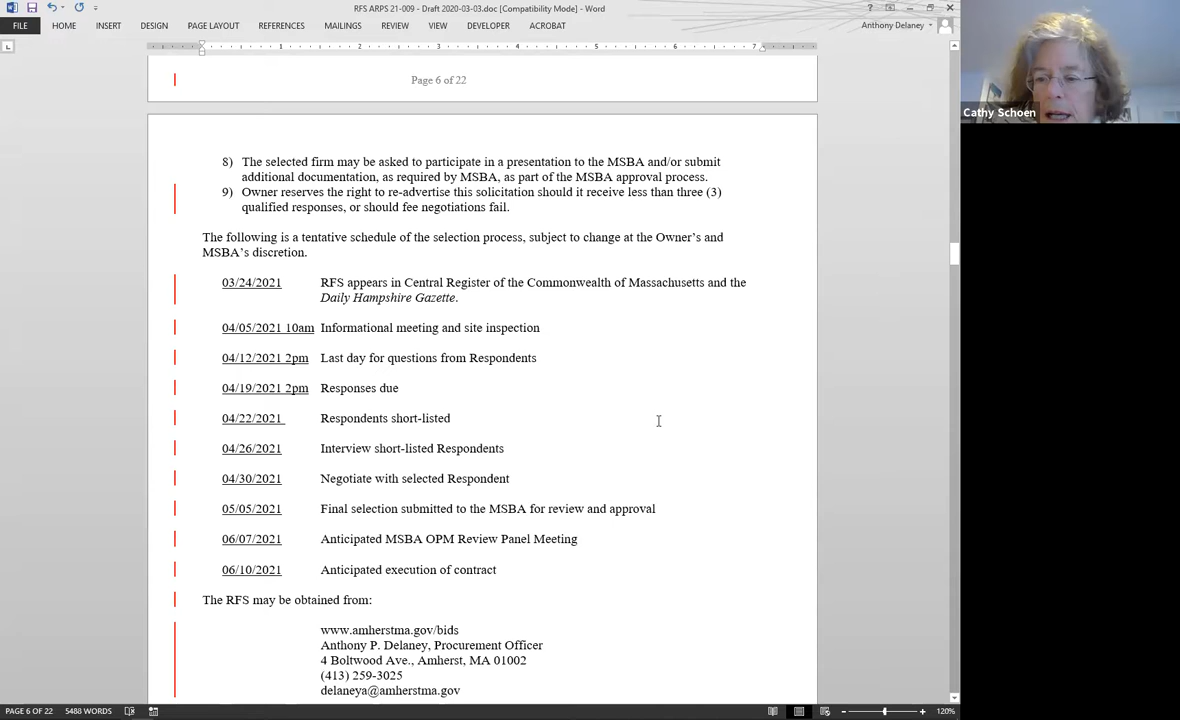 RFS ARPS 21-009 - Draft 2020-03-03.doc [Compatibility Mode] - Word
FILE HOME INSERT DESIGN PAGE LAYOUT REFERENCES MAILINGS REVIEW VIEW DEVELOPER ACROBAT Anthony Delaney
1 2 3 4 5 6 7
Page 6 of 22
Cathy Schoen
8) The selected firm may be asked to participate in a presentation to the MSBA and/or submit
additional documentation, as required by MSBA, as part of the MSBA approval process.
9) Owner reserves the right to re-advertise this solicitation should it receive less than three (3)
qualified responses, or should fee negotiations fail.
The following is a tentative schedule of the selection process, subject to change at the Owner's and
MSBA's discretion.
03/24/2021 RFS appears in Central Register of the Commonwealth of Massachusetts and the
Daily Hampshire Gazette.
04/05/2021 10am Informational meeting and site inspection
04/12/2021 2pm Last day for questions from Respondents
04/19/2021 2pm Responses due
04/22/2021 Respondents short-listed
04/26/2021 Interview short-listed Respondents
04/30/2021 Negotiate with selected Respondent
05/05/2021 Final selection submitted to the MSBA for review and approval
06/07/2021 Anticipated MSBA OPM Review Panel Meeting
06/10/2021 Anticipated execution of contract
The RFS may be obtained from:
www.amherstma.gov/bids
Anthony P. Delaney, Procurement Officer
4 Boltwood Ave., Amherst, MA 01002
(413) 259-3025
delaneya@amherstma.gov
PAGE 6 OF 22 5488 WORDS 120%